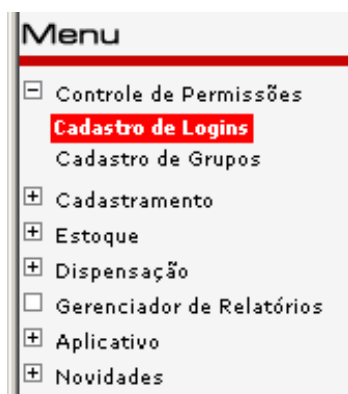 Menu
Controle de Permissões
Cadastro de Logins
Cadastro de Grupos
Cadastramento
Estoque
Dispensação
Gerenciador de Relatórios
Aplicativo
Novidades